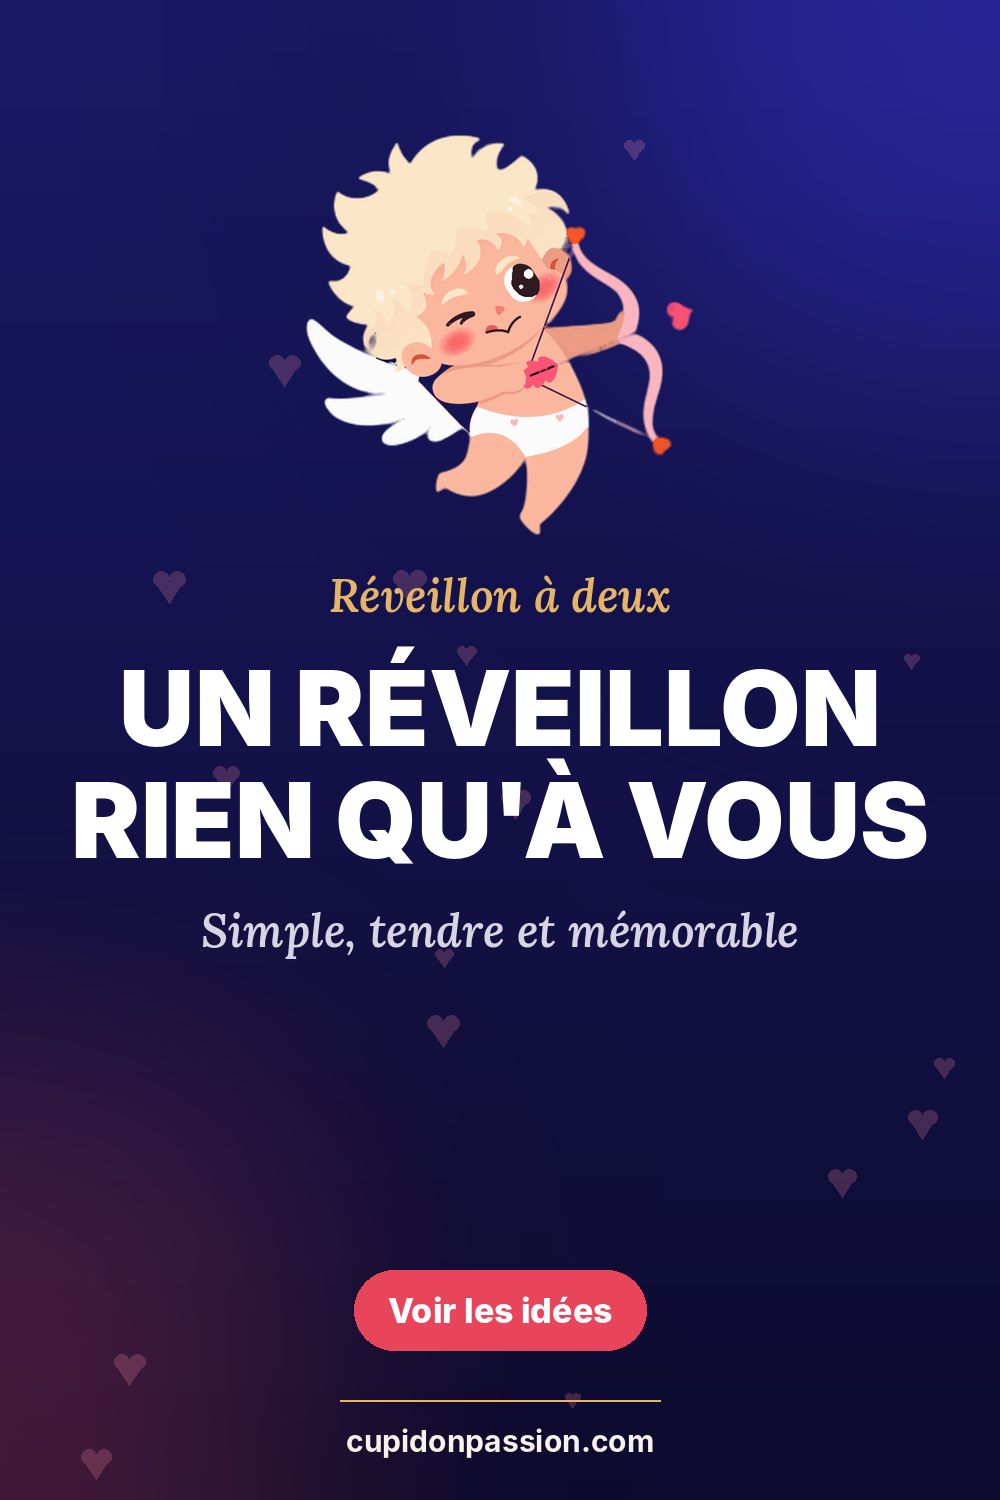 Réveillon à deux
UN RÉVEILLON
RIEN QU'À VOUS
Simple, tendre et mémorable
Voir les idées
cupidonpassion.com